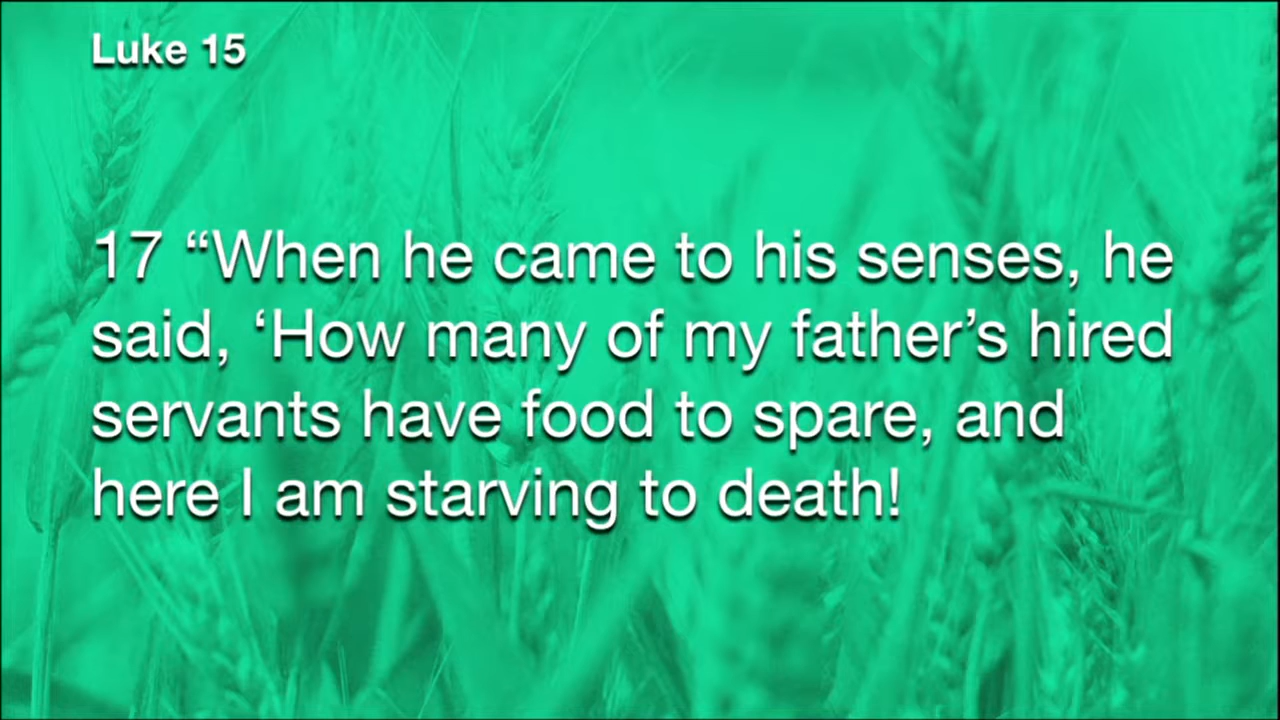 Luke 15
17 “When he came to his senses, he
said, ‘How many of my father’s hired
servants have food to spare, and
here I am starving to death!